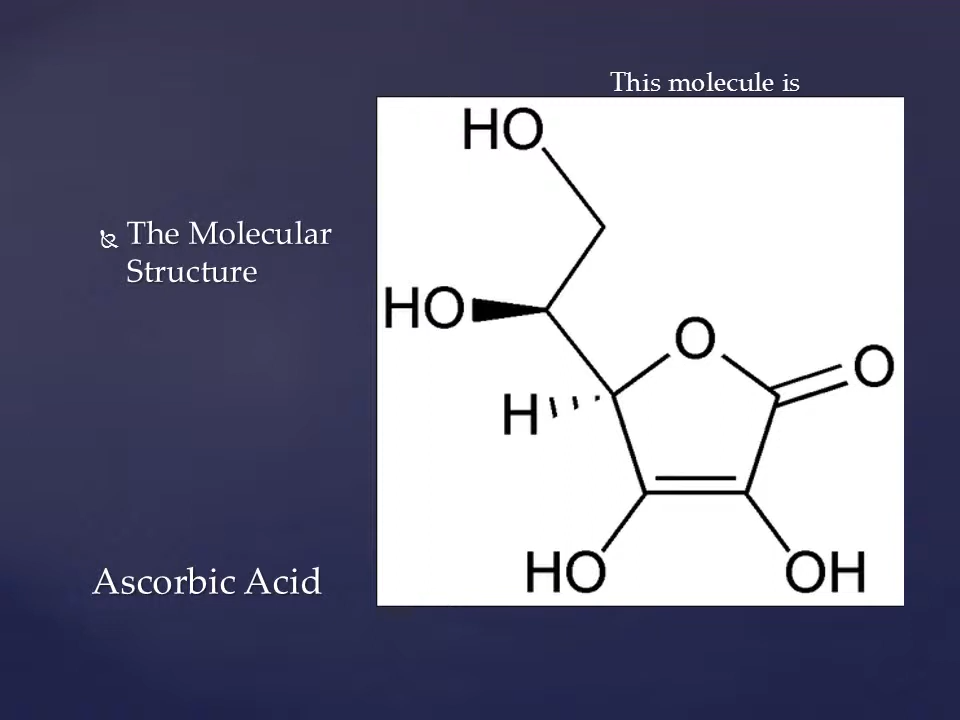 This molecule is
The Molecular
Structure
Ascorbic Acid
HO
HO
O
O
H
HO
OH